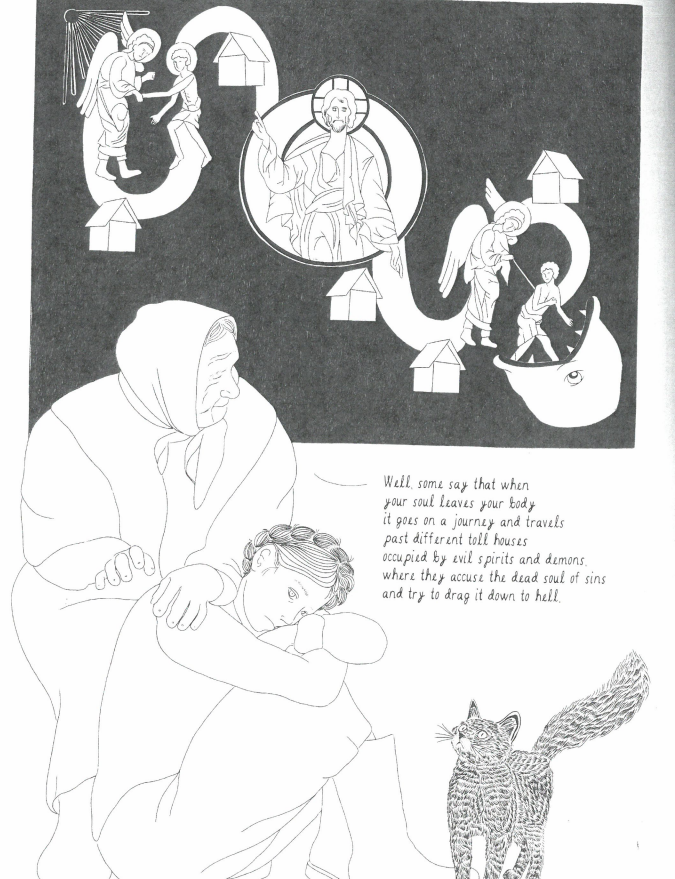 Well, some say that when
your soul leaves your body
it goes on a journey and travels
past different toll houses
occupied by evil spirits and demons,
where they accuse the dead soul of sins
and try to drag it down to hell.